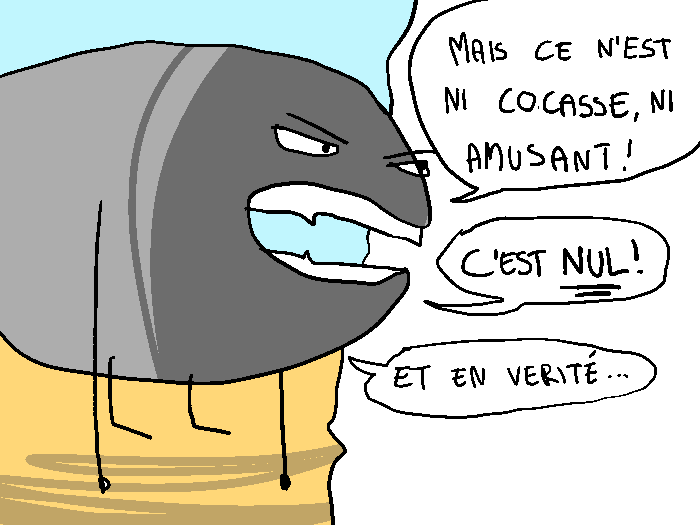 MAIS CE N'EST
NI COCASSE, NI
AMUSANT!
C'EST NUL!
ET EN VERITÉ...